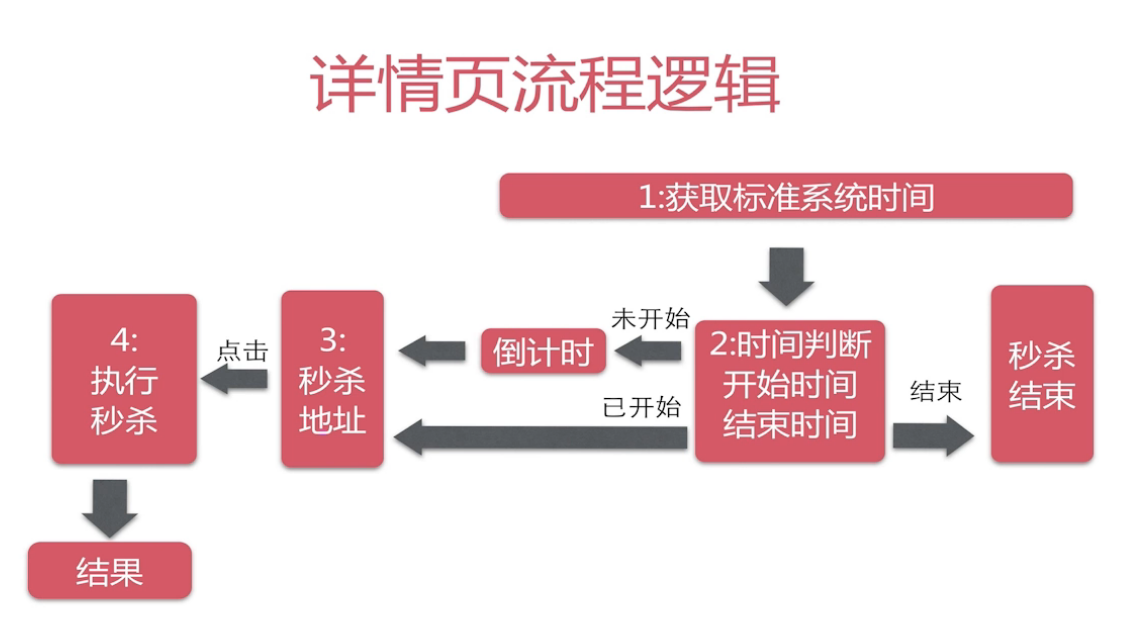 详情页流程逻辑
1:获取标准系统时间
未开始
倒计时
2:时间判断
开始时间
结束时间
已开始
结束
秒杀
结束
3:
秒杀
地址
点击
4:
执行
秒杀
结果